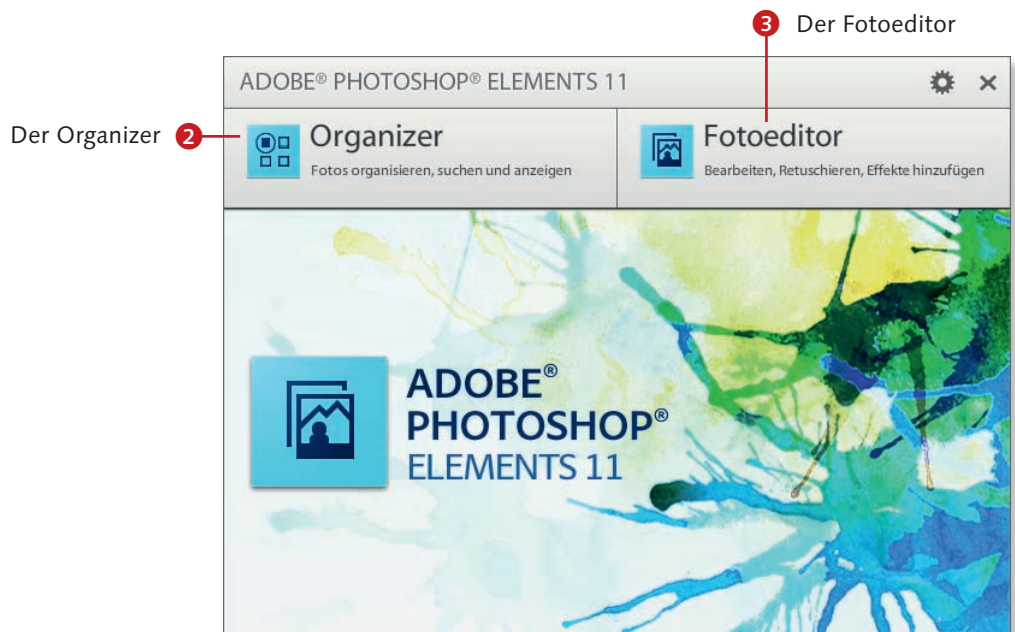 3 Der Fotoeditor
ADOBE® PHOTOSHOP® ELEMENTS 11
Der Organizer 2
Organizer
Fotos organisieren, suchen und anzeigen
Fotoeditor
Bearbeiten, Retuschieren, Effekte hinzufügen
ADOBE®
PHOTOSHOP®
ELEMENTS 11